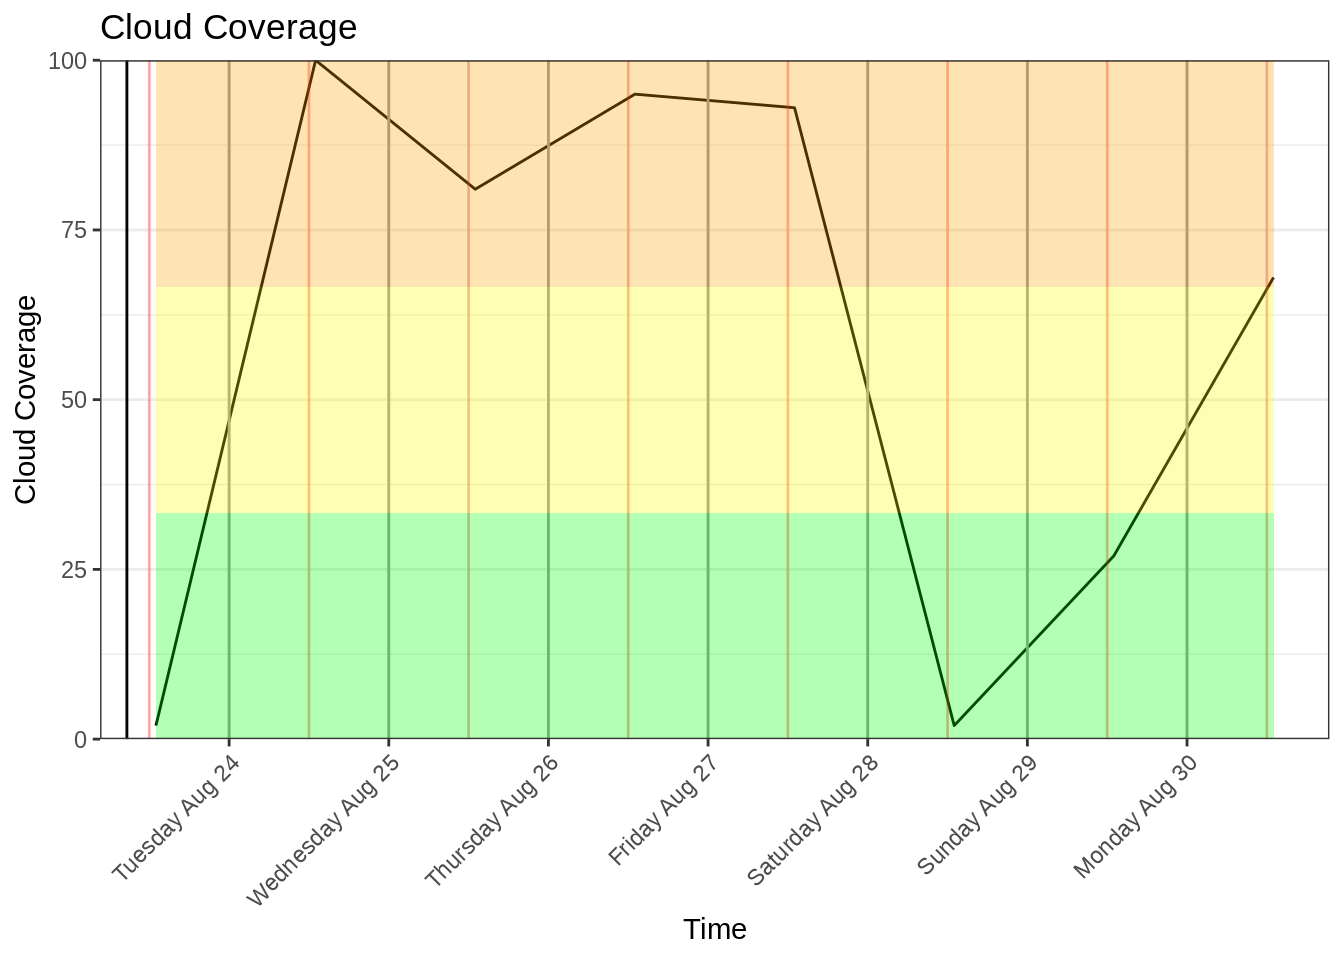 Cloud Coverage
100
75
50
25
0
Cloud Coverage
Tuesday Aug 24
Wednesday Aug 25
Thursday Aug 26
Friday Aug 27
Saturday Aug 28
Sunday Aug 29
Monday Aug 30
Time